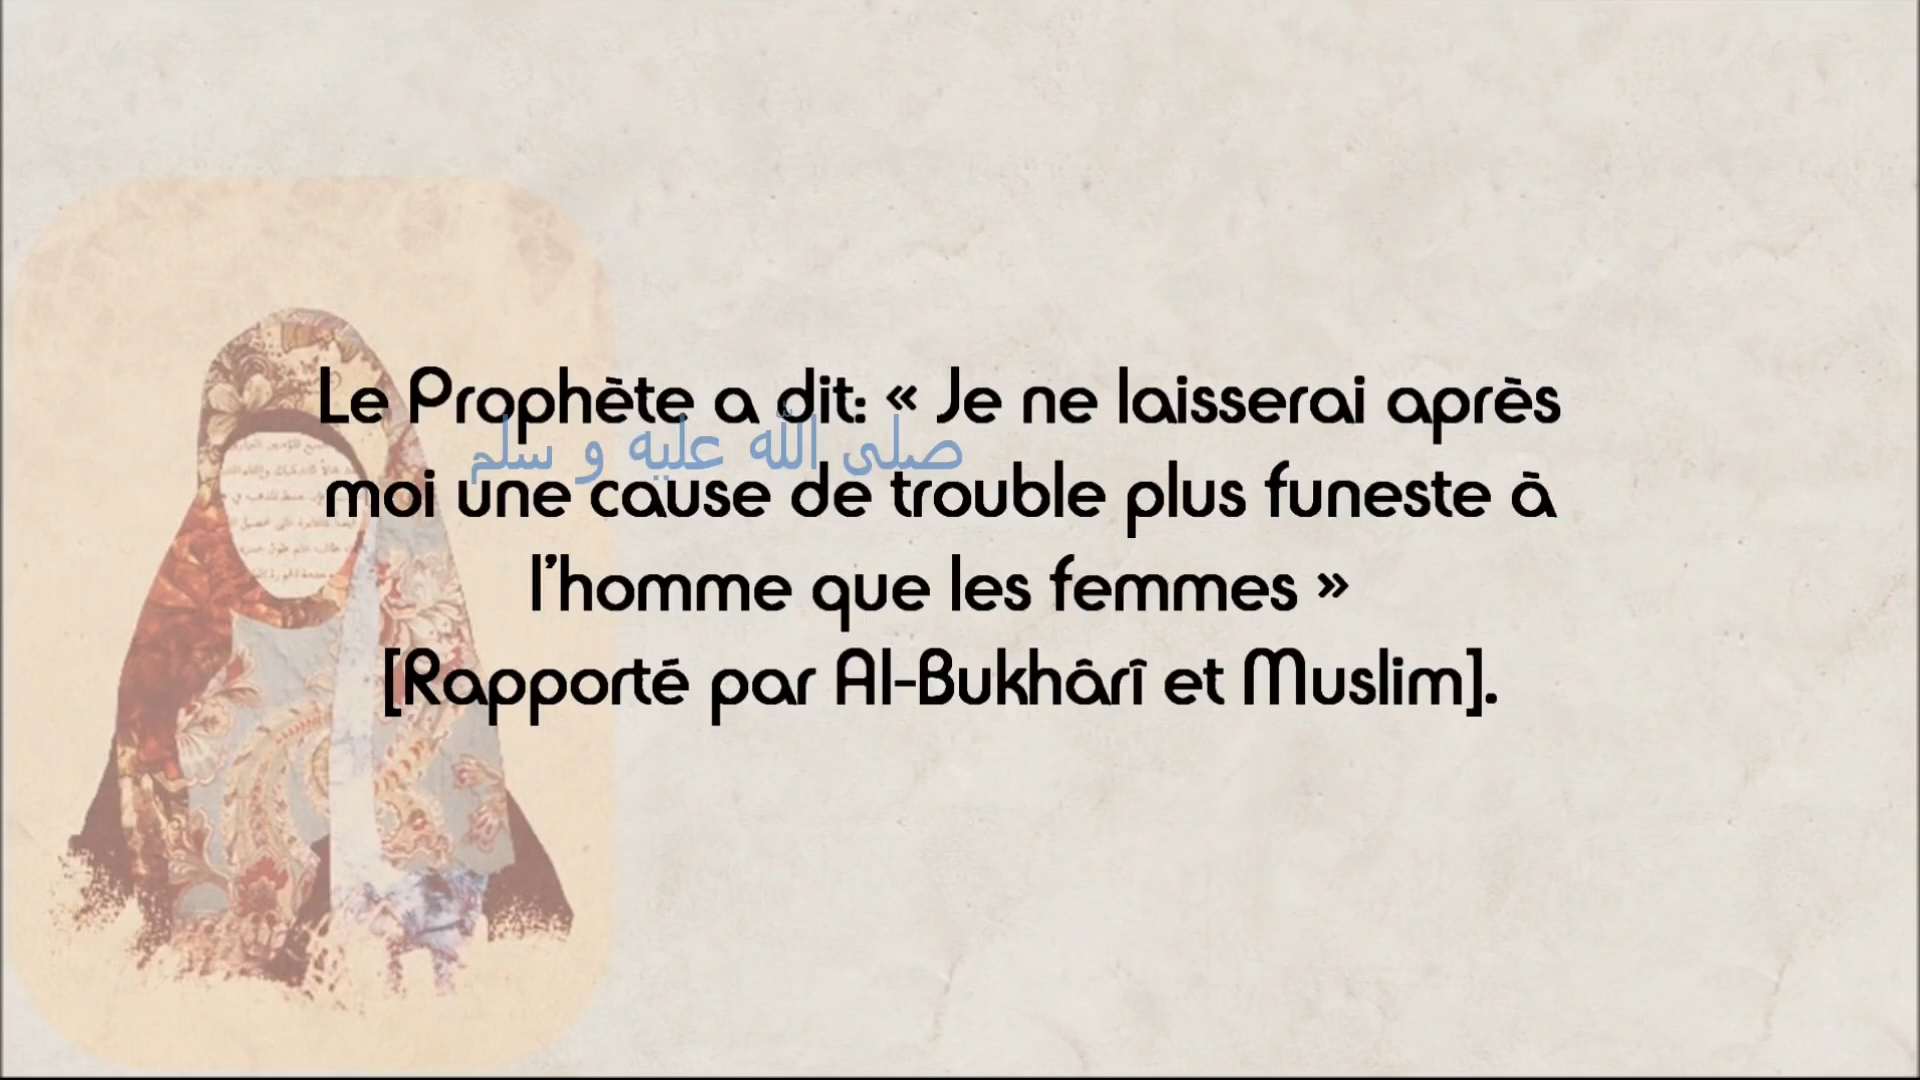 Le Prophète a dit: « Je ne laisserai après
صلى الله عليه و سلم
moi une cause de trouble plus funeste à
l'homme que les femmes »
[Rapporté par Al-Bukhârî et Muslim].